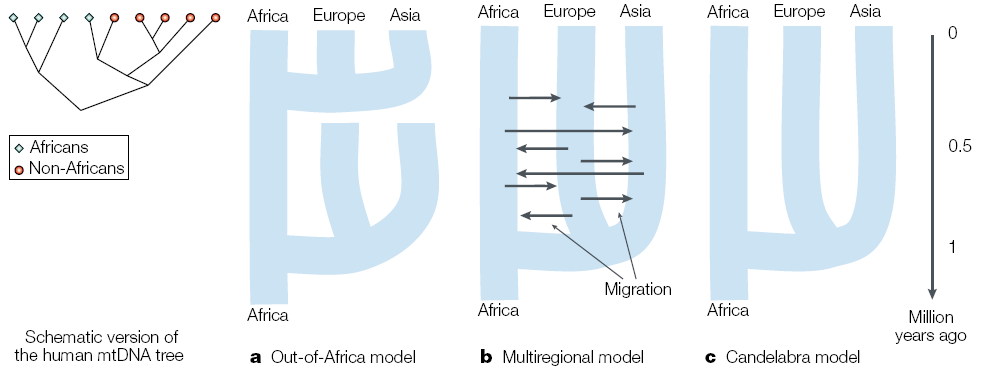 Africa Europe Asia
Africa Europe Asia
Africa Europe Asia
0
Africans
Non-Africans
0.5
1
Migration
Africa
Africa
Africa
Million
years ago
Schematic version of
the human mtDNA tree
a Out-of-Africa model
b Multiregional model
c Candelabra model